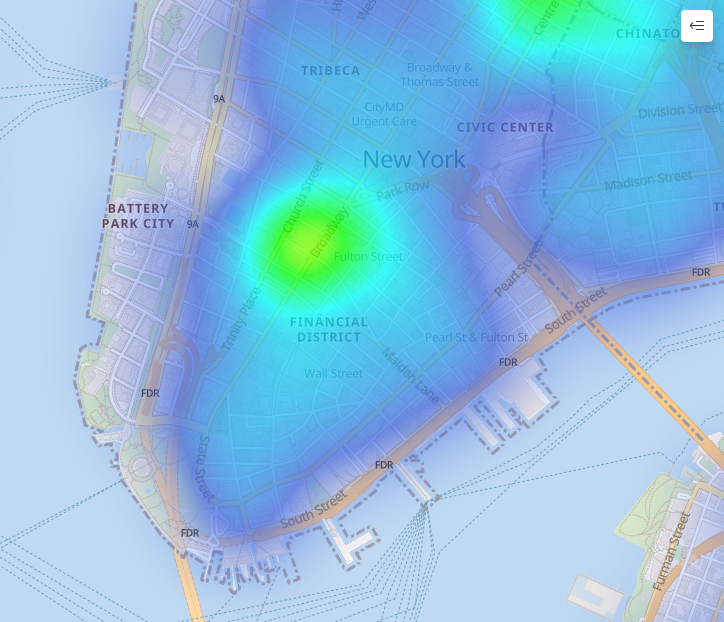 Centre
CHINATO
TRIBECA
Broadway &
Thomas Street
9A
CityMD
Urgent Care
Division Street
CIVIC CENTER
New York
Church Street
Park Row
Madison Street
BATTERY
PARK CITY
9A
Broadway
Fulton Street
Pearl Street
FDR
South Street
Trinity Place
FINANCIAL
DISTRICT
Pearl St & Fulton St
Wall Street
Maiden Lane
FDR
FDR
State Street
FDR
South Street
FDR
Furman Street